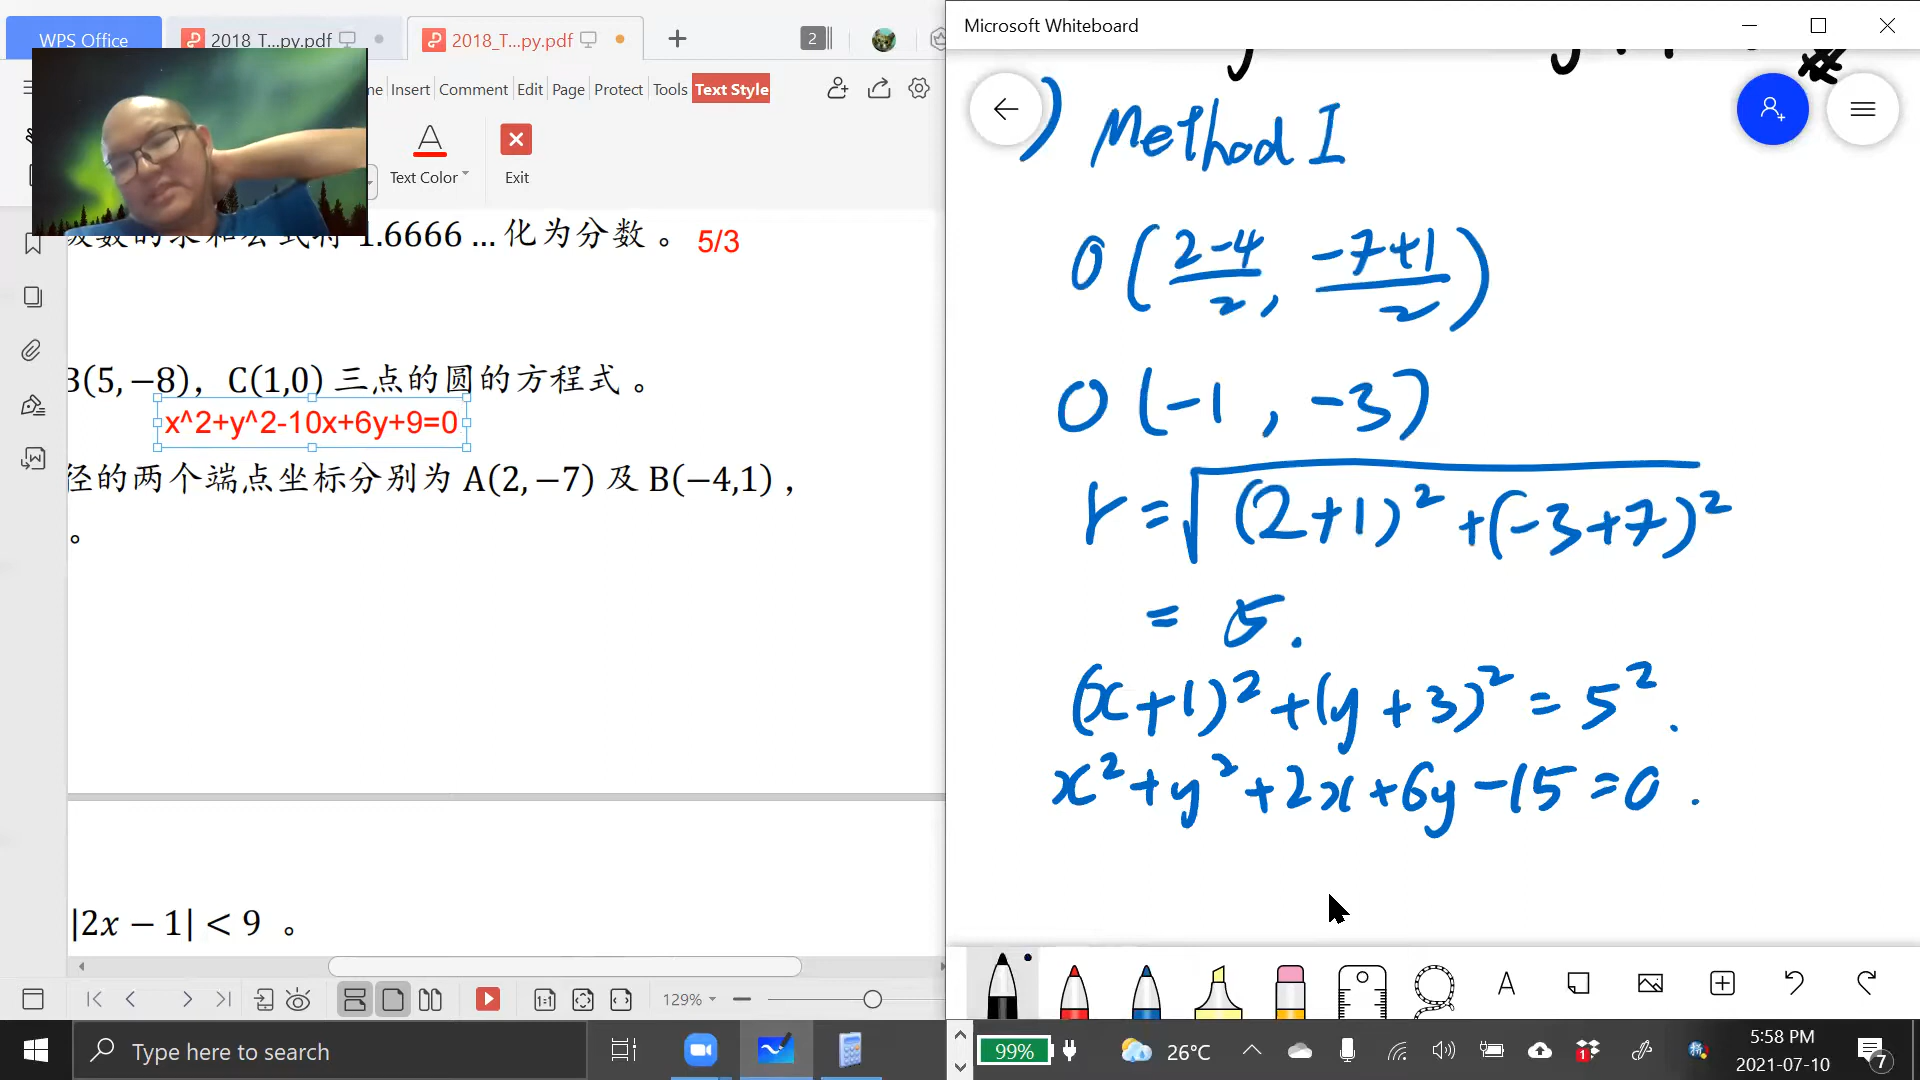 WPS Office
2018 T...py.pdf
2018_T...py.pdf
2
Insert Comment Edit Page Protect Tools Text Style
Text Color
Exit
1.6666 ... 化为分数 。 5/3
B(5, −8), C(1,0) 三点的圆的方程式 。
x^2+y^2-10x+6y+9=0
径的两个端点坐标分别为 A(2, −7) 及 B(−4,1) ,
。
|2x − 1| < 9 。
129%
Microsoft Whiteboard
) Method I
O ( 2-4/2, -7+1/2 )
O (-1, -3)
r = √(2+1)² + (-3+7)²
= 5.
(x+1)² + (y+3)² = 5².
x² + y² + 2x + 6y - 15 = 0.
Type here to search
99%
26°C
1
5:58 PM
2021-07-10
7